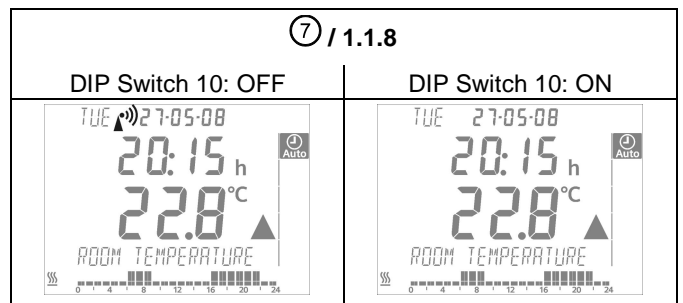 ⑦ / 1.1.8
DIP Switch 10: OFF
DIP Switch 10: ON
TUE 27-05-08
20:15 h
Auto
22.8 °C
ROOM TEMPERATURE
0 4 8 12 16 20 24
TUE 27-05-08
20:15 h
Auto
22.8 °C
ROOM TEMPERATURE
0 4 8 12 16 20 24